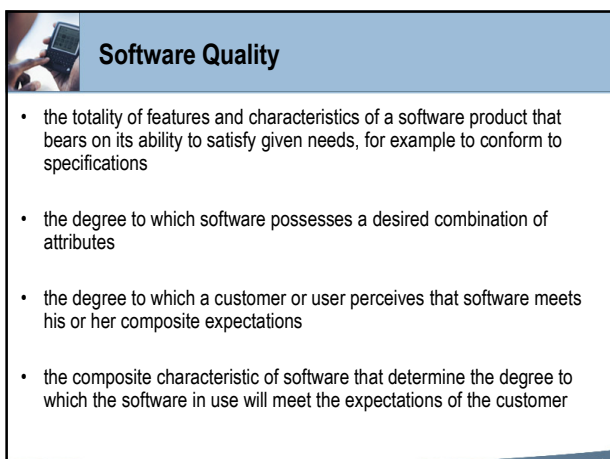 Software Quality
• the totality of features and characteristics of a software product that
bears on its ability to satisfy given needs, for example to conform to
specifications
• the degree to which software possesses a desired combination of
attributes
• the degree to which a customer or user perceives that software meets
his or her composite expectations
• the composite characteristic of software that determine the degree to
which the software in use will meet the expectations of the customer